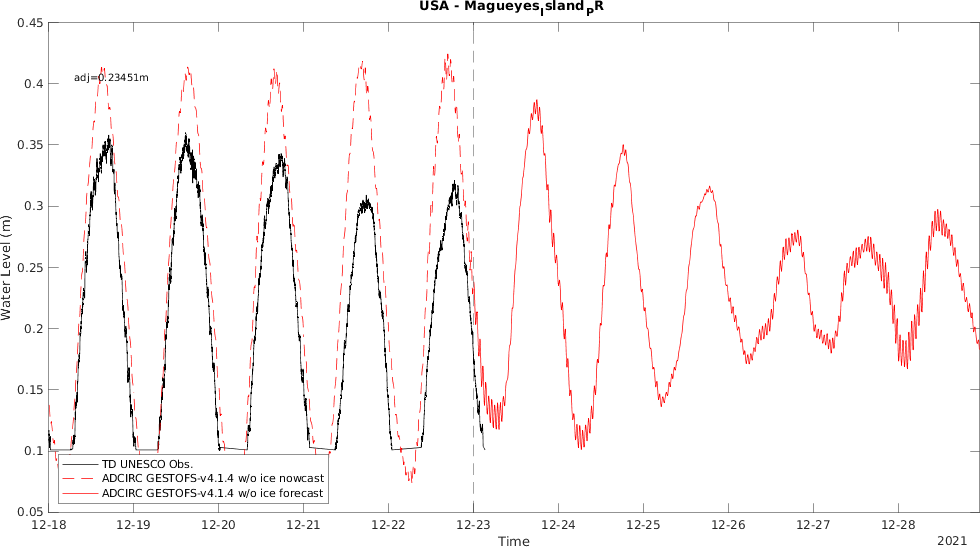 USA - Magueyes_Island_PR
0.45
adj=0.23451m
0.4
0.35
0.3
0.25
0.2
0.15
0.1
0.05
Water Level (m)
TD UNESCO Obs.
ADCIRC GESTOFS-v4.1.4 w/o ice nowcast
ADCIRC GESTOFS-v4.1.4 w/o ice forecast
12-18 12-19 12-20 12-21 12-22 12-23 12-24 12-25 12-26 12-27 12-28
Time
2021